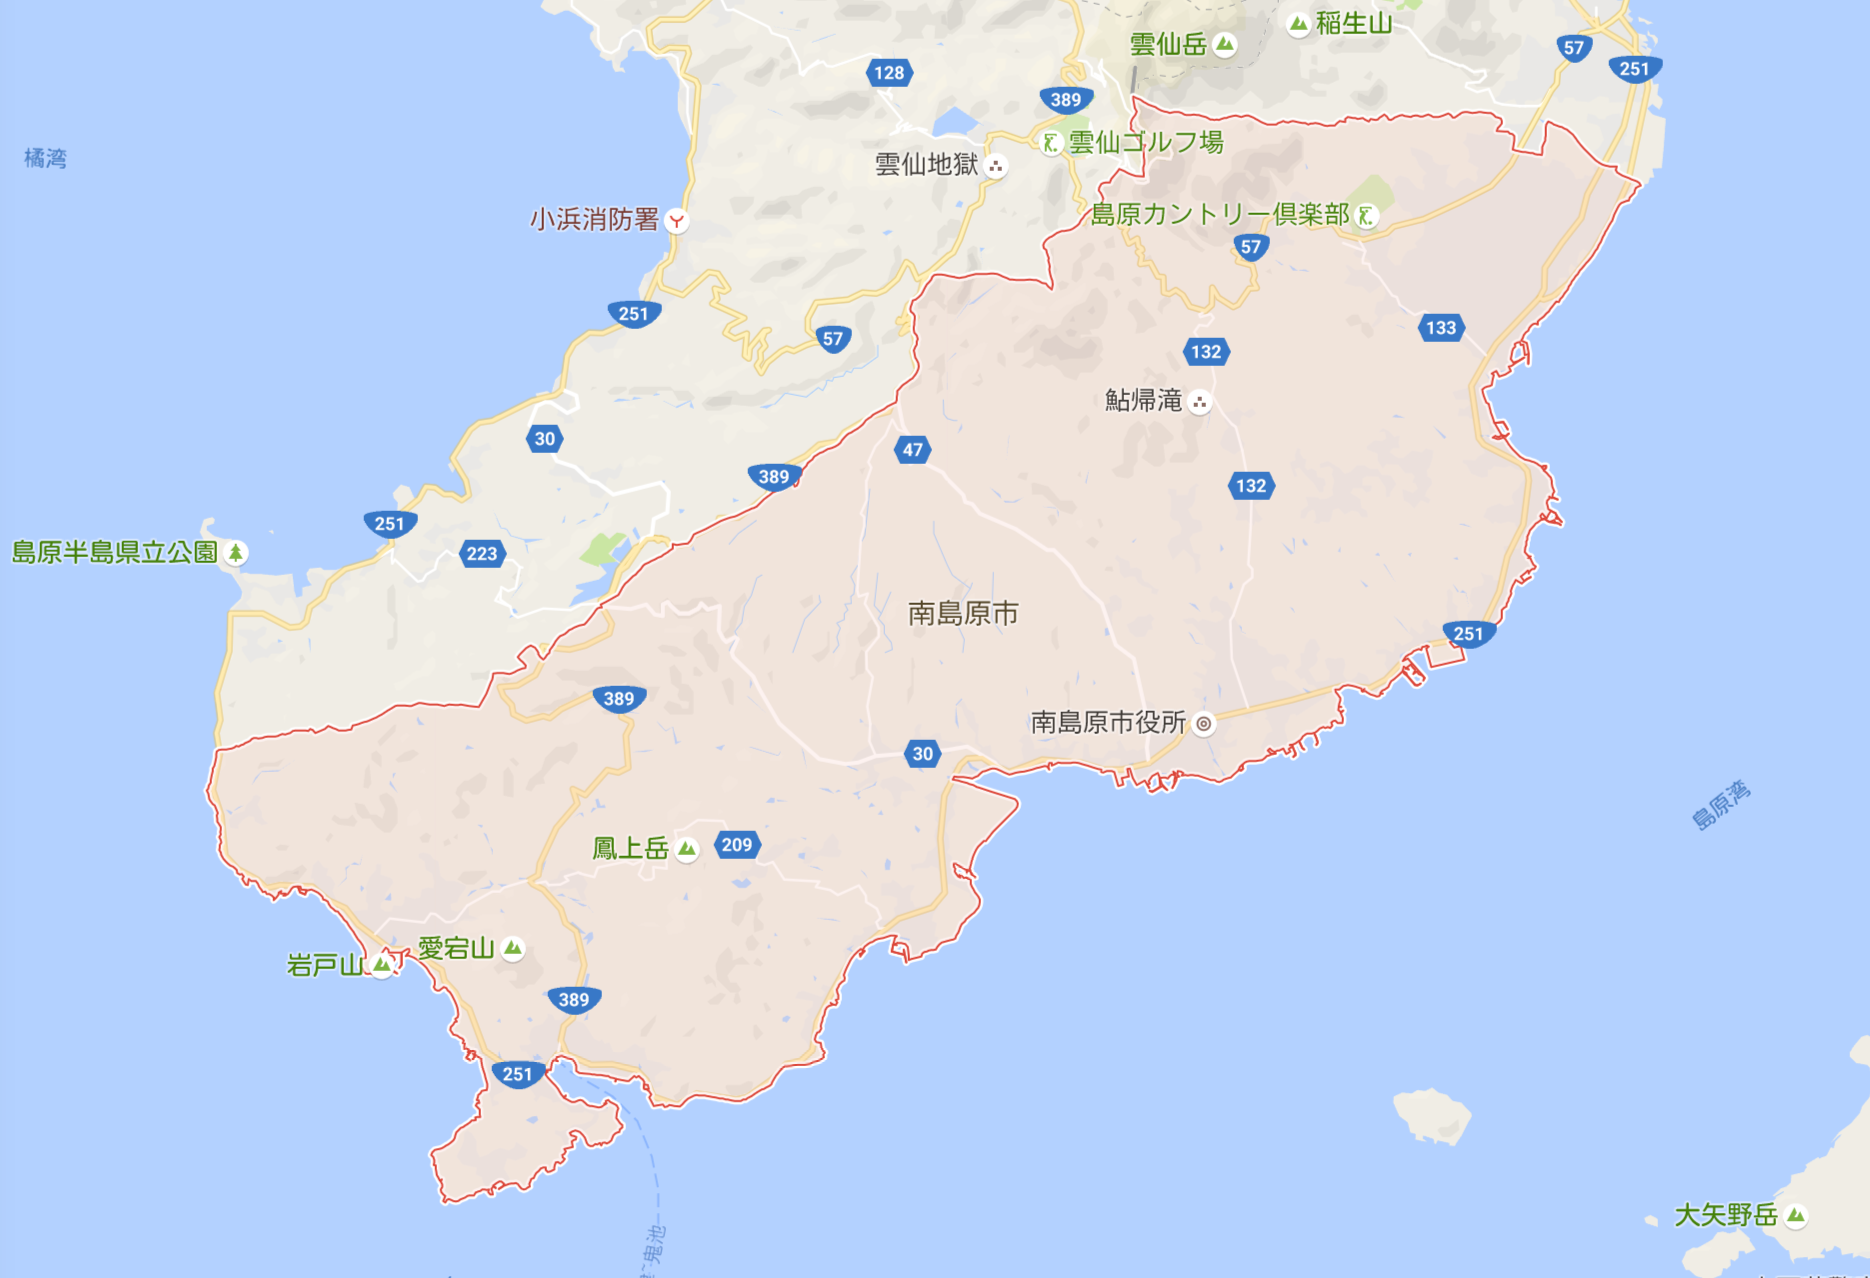 稲生山
雲仙岳
57
251
128
389
雲仙ゴルフ場
橘湾
雲仙地獄
小浜消防署
島原カントリー倶楽部
57
251
133
57
132
鮎帰滝
30
47
389
132
251
島原半島県立公園
223
南島原市
251
389
南島原市役所
30
島原湾
鳳上岳
209
愛宕山
岩戸山
389
251
大矢野岳
鬼池